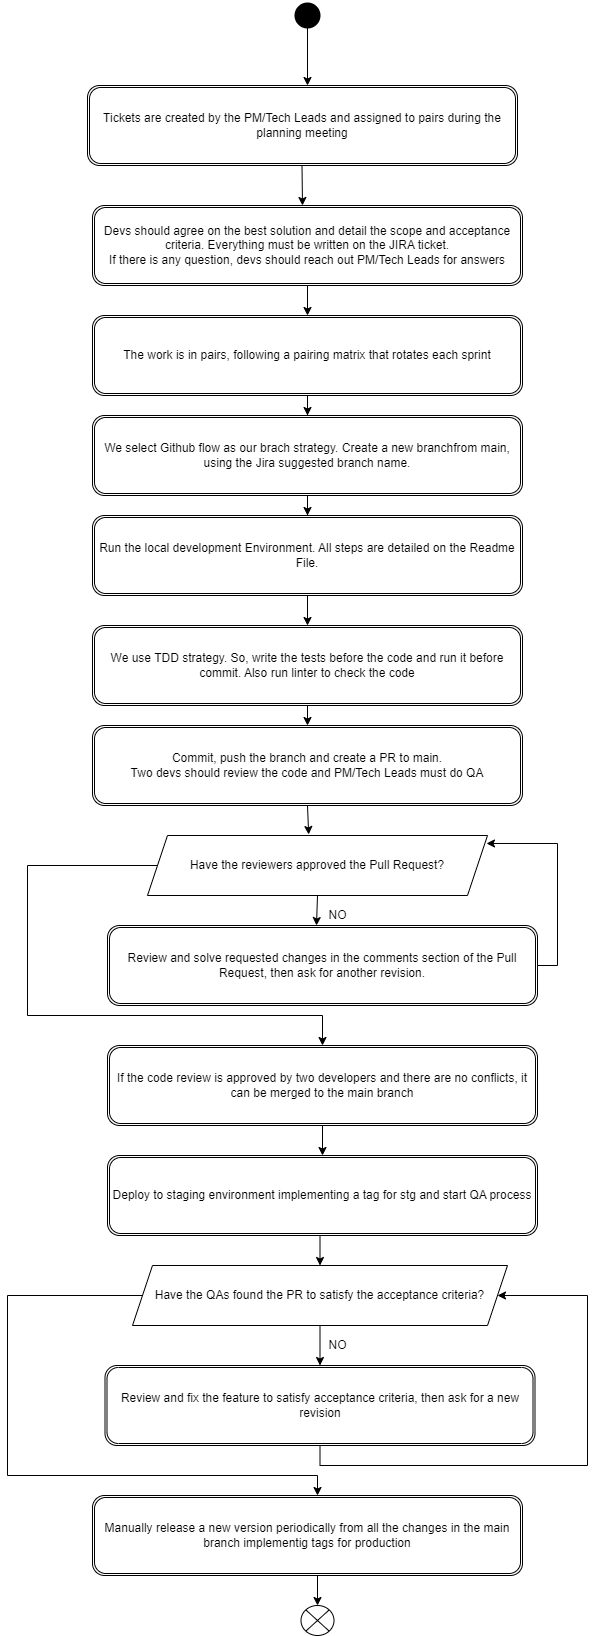 Tickets are created by the PM/Tech Leads and assigned to pairs during the
planning meeting
Devs should agree on the best solution and detail the scope and acceptance
criteria. Everything must be written on the JIRA ticket.
If there is any question, devs should reach out PM/Tech Leads for answers
The work is in pairs, following a pairing matrix that rotates each sprint
We select Github flow as our brach strategy. Create a new branchfrom main,
using the Jira suggested branch name.
Run the local development Environment. All steps are detailed on the Readme
File.
We use TDD strategy. So, write the tests before the code and run it before
commit. Also run linter to check the code
Commit, push the branch and create a PR to main.
Two devs should review the code and PM/Tech Leads must do QA
Have the reviewers approved the Pull Request?
NO
Review and solve requested changes in the comments section of the Pull
Request, then ask for another revision.
If the code review is approved by two developers and there are no conflicts, it
can be merged to the main branch
Deploy to staging environment implementing a tag for stg and start QA process
Have the QAs found the PR to satisfy the acceptance criteria?
NO
Review and fix the feature to satisfy acceptance criteria, then ask for a new
revision
Manually release a new version periodically from all the changes in the main
branch implementig tags for production